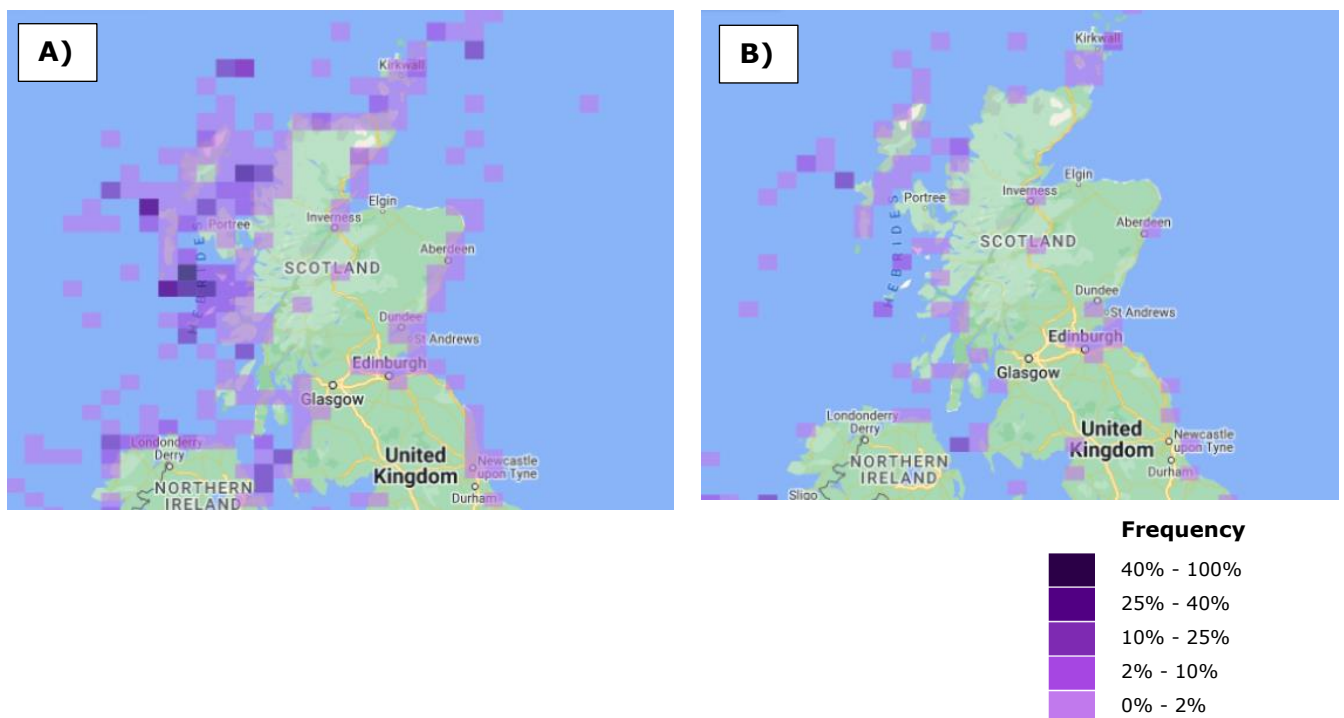 A)
Kirkwall
Portree
HEBRIDES
Inverness
Elgin
SCOTLAND
Aberdeen
Dundee
St Andrews
Edinburgh
Glasgow
Londonderry
Derry
NORTHERN
IRELAND
United
Kingdom
Newcastle
upon Tyne
Durham
B)
Kirkwall
Portree
HEBRIDES
Inverness
Elgin
SCOTLAND
Aberdeen
Dundee
St Andrews
Edinburgh
Glasgow
Londonderry
Derry
NORTHERN
IRELAND
Sligo
United
Kingdom
Newcastle
upon Tyne
Durham
Frequency
40% - 100%
25% - 40%
10% - 25%
2% - 10%
0% - 2%